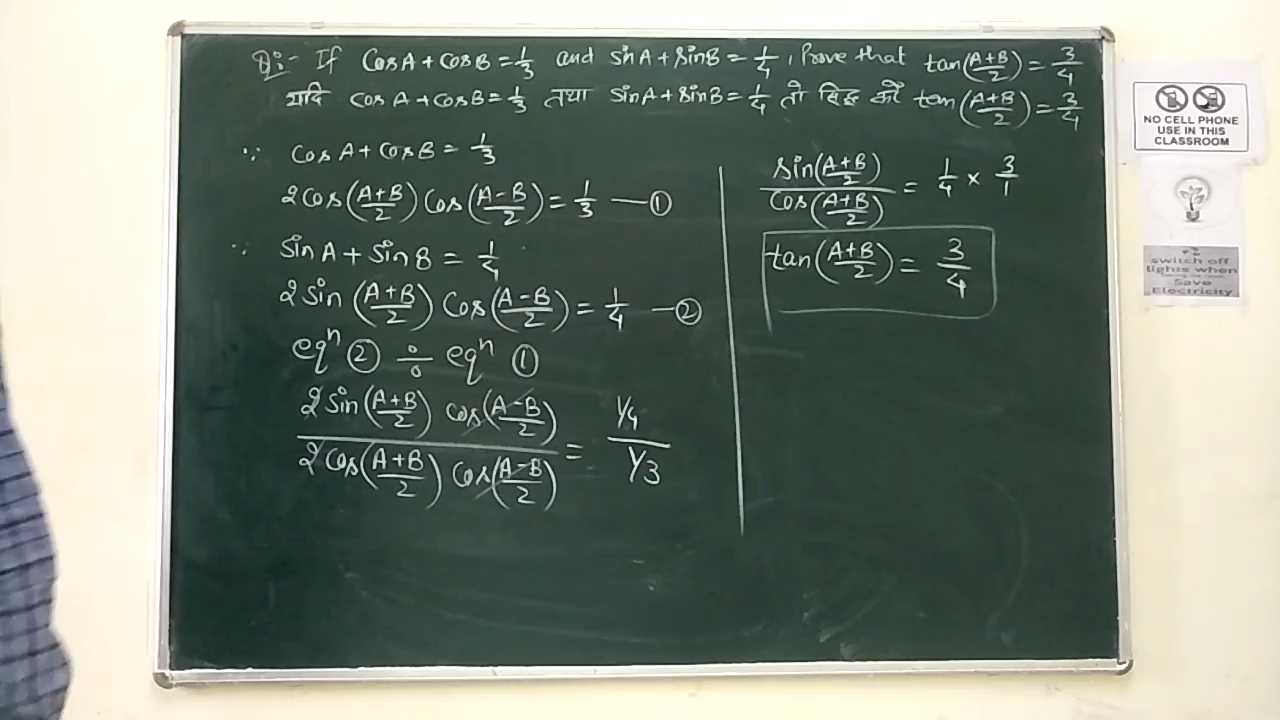 Q:- If cosA + cosB = 1/3 and sinA + sinB = 1/4, Prove that tan(A+B/2) = 3/4
यदि cosA + cosB = 1/3 तथा sinA + sinB = 1/4 तो सिद्ध करें tan(A+B/2) = 3/4
∵ cosA + cosB = 1/3
2cos(A+B/2) cos(A-B/2) = 1/3 — ①
∵ sinA + sinB = 1/4
2sin(A+B/2) cos(A-B/2) = 1/4 — ②
eqⁿ ② ÷ eqⁿ ①
2sin(A+B/2) cos(A-B/2) / 2cos(A+B/2) cos(A-B/2) = 1/4 / 1/3
sin(A+B/2) / cos(A+B/2) = 1/4 × 3/1
tan(A+B/2) = 3/4
NO CELL PHONE
USE IN THIS
CLASSROOM
switch off
lights when
Save
Electricity